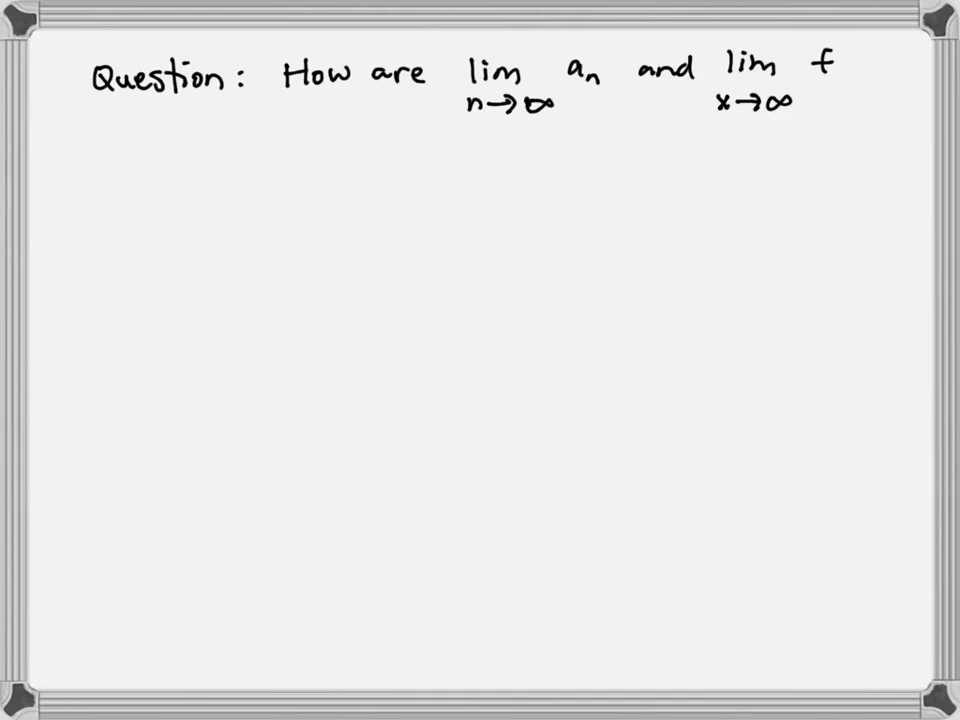 Question: How are lim a_n and lim f
n→∞ x→∞